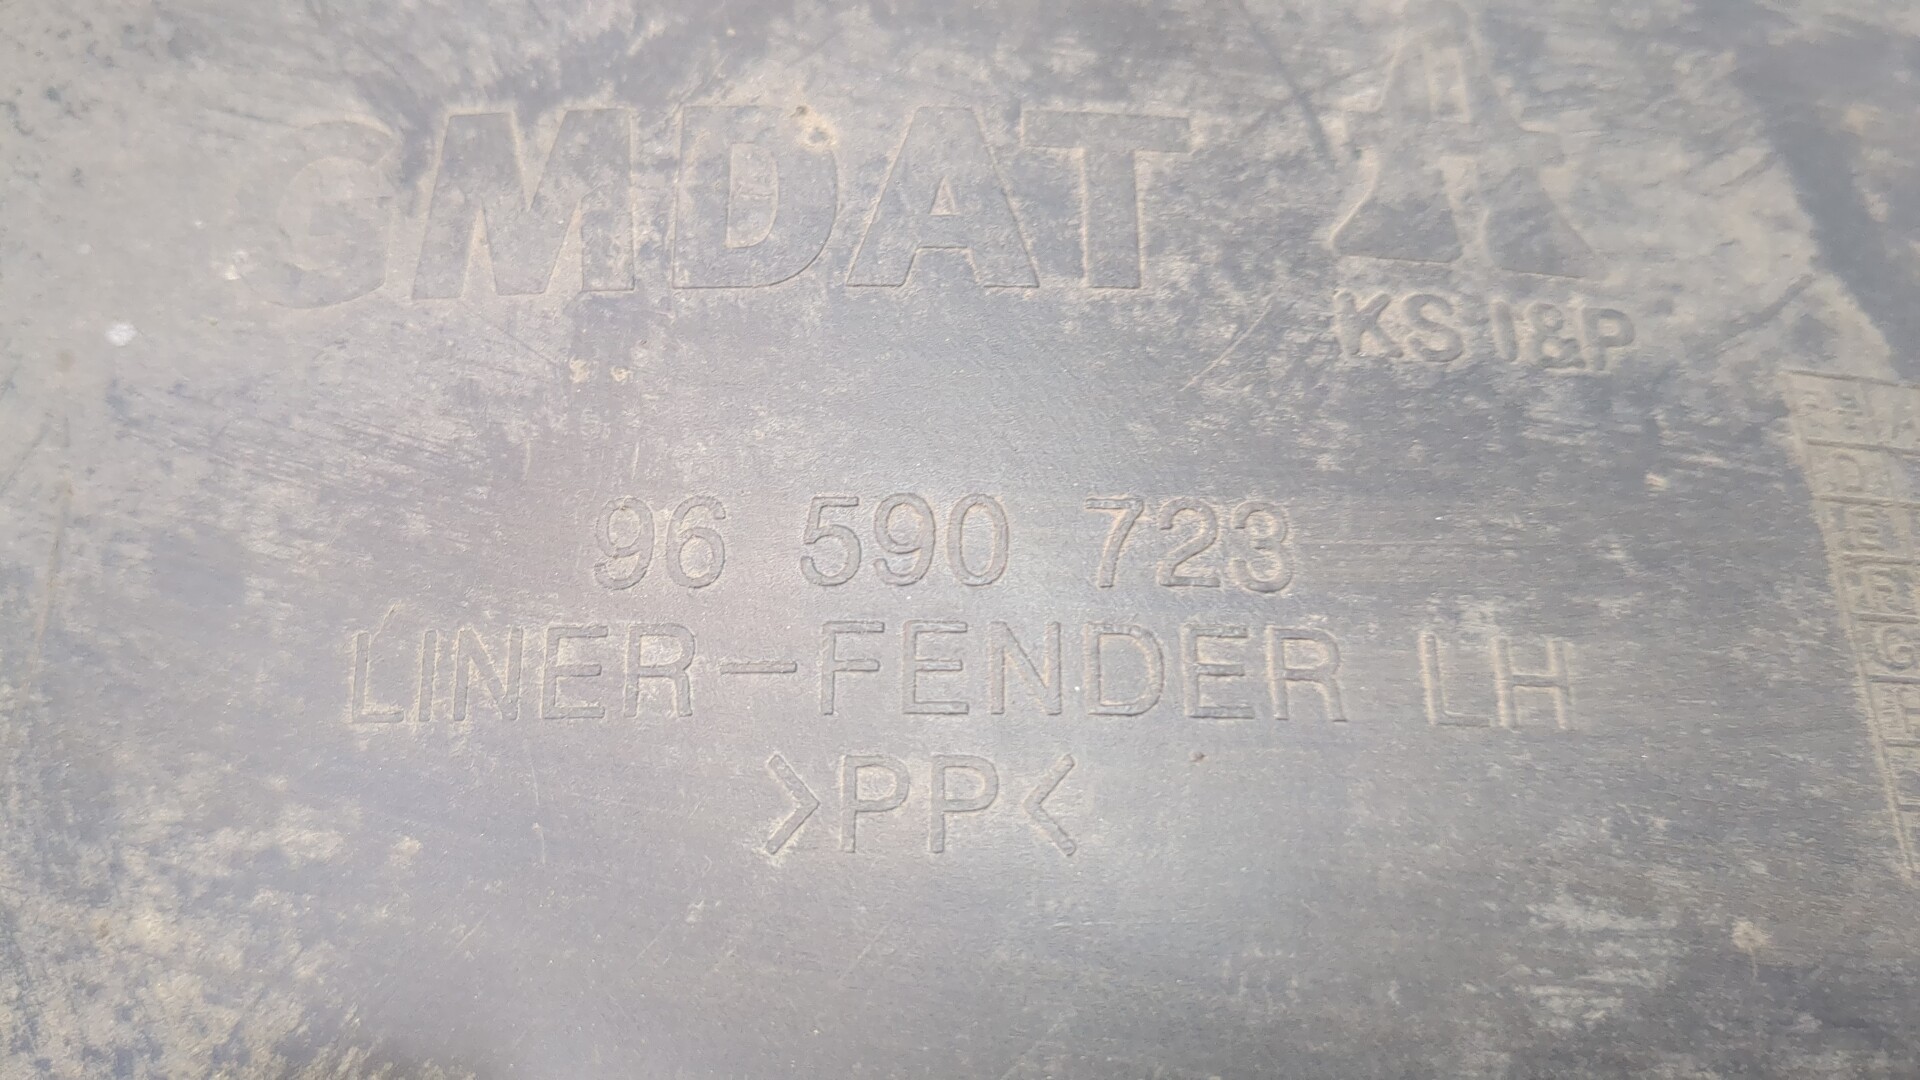 GMDAT
KS I&P
96 590 723
LINER-FENDER LH
>PP<